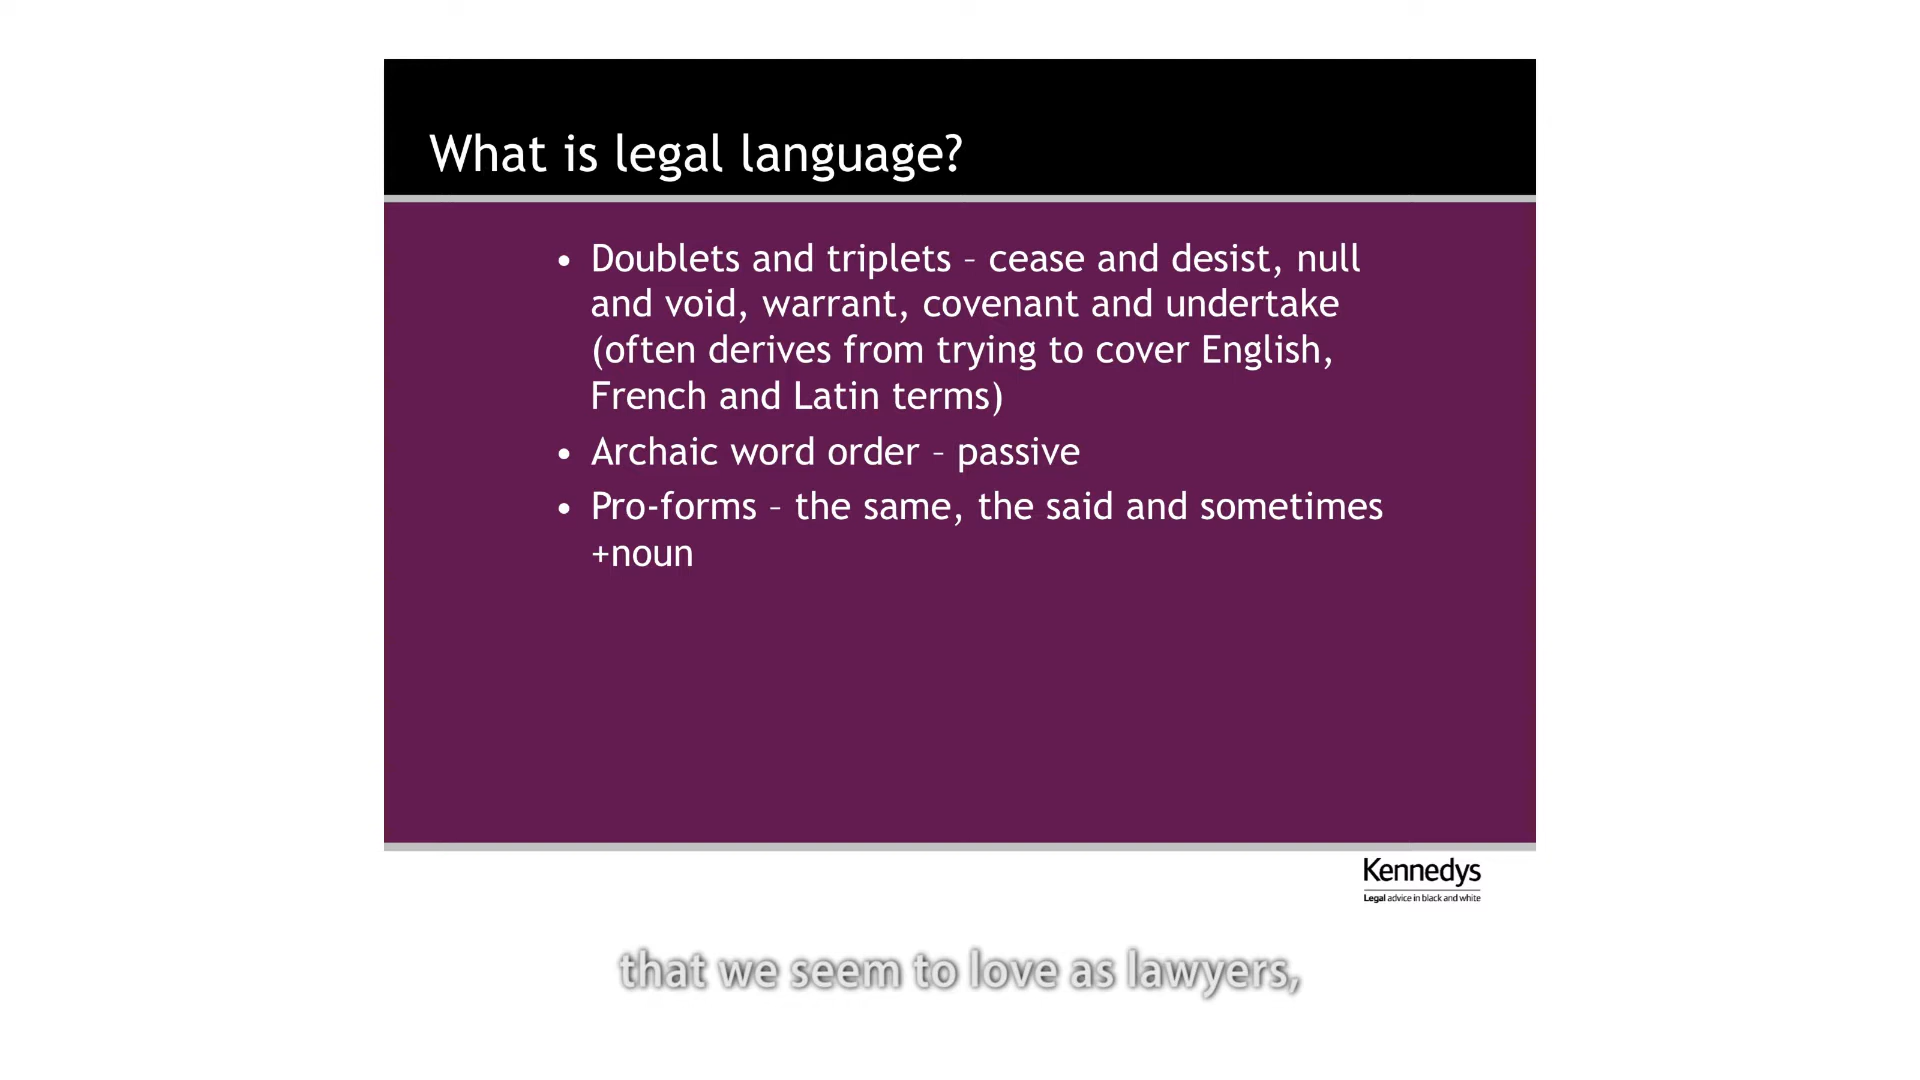 What is legal language?
• Doublets and triplets – cease and desist, null
and void, warrant, covenant and undertake
(often derives from trying to cover English,
French and Latin terms)
• Archaic word order – passive
• Pro-forms – the same, the said and sometimes
+noun
Kennedys
Legal advice in black and white
that we seem to love as lawyers,